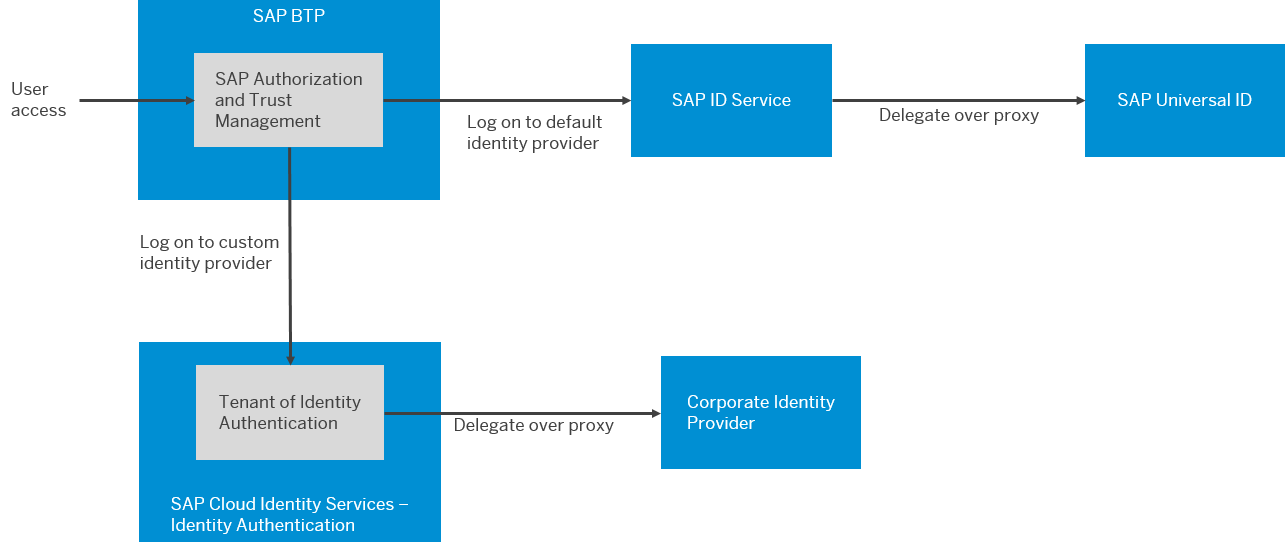 SAP BTP
User
access
SAP Authorization
and Trust
Management
Log on to default
identity provider
SAP ID Service
Delegate over proxy
SAP Universal ID
Log on to custom
identity provider
Tenant of Identity
Authentication
Delegate over proxy
Corporate Identity
Provider
SAP Cloud Identity Services –
Identity Authentication